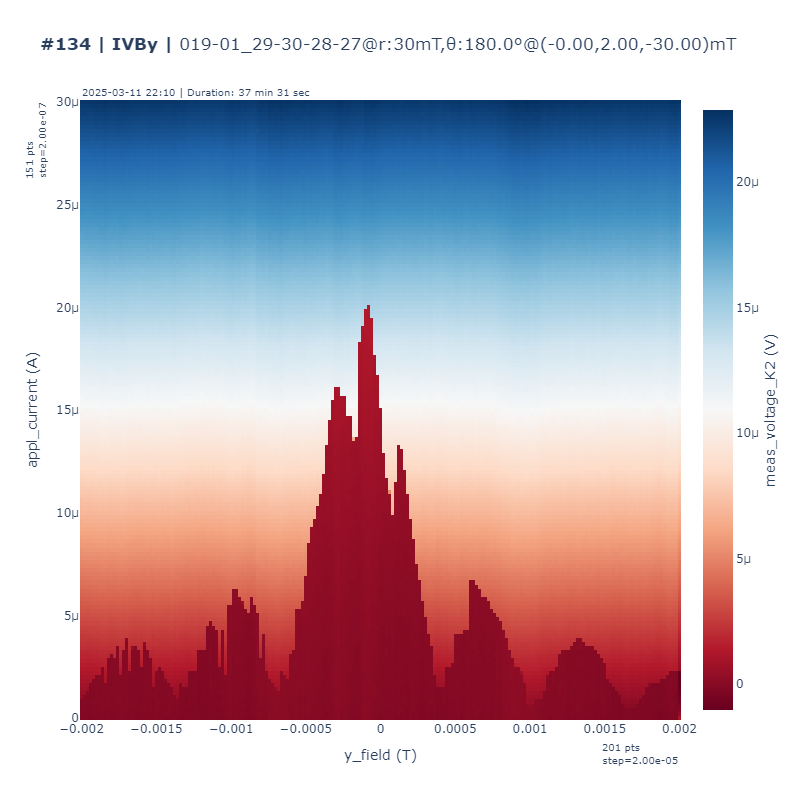 #134 | IVBy | 019-01_29-30-28-27@r:30mT,θ:180.0º@(-0.00,2.00,-30.00)mT
2025-03-11 22:10 | Duration: 37 min 31 sec
151 pts
step=2.00e-07
30μ
25μ
20μ
15μ
10μ
5μ
0
appl_current (A)
−0.002
−0.0015
−0.001
−0.0005
0
0.0005
0.001
0.0015
0.002
y_field (T)
201 pts
step=2.00e-05
20μ
15μ
10μ
5μ
0
meas_voltage_K2 (V)